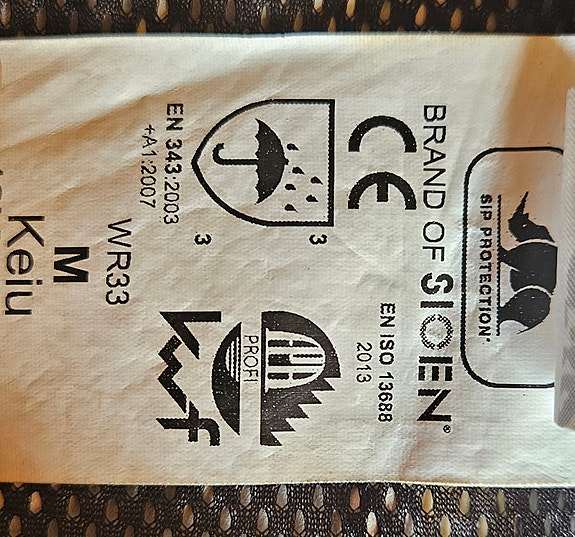 SIP PROTECTION®
BRAND OF SIOEN®
CE
EN ISO 13688
2013
3
3
EN 343:2003
+A1:2007
PROFI
kwf
WR33
M
Keiu